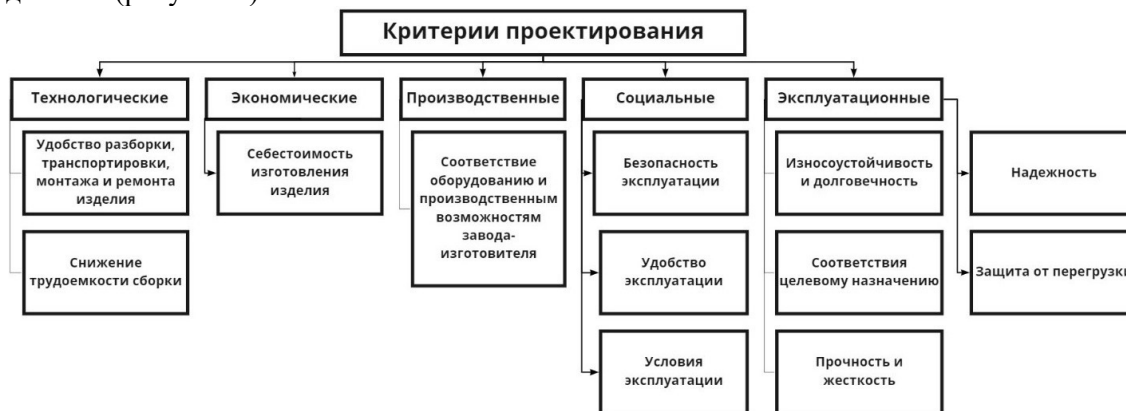 Критерии проектирования
Технологические
Экономические
Производственные
Социальные
Эксплуатационные
Удобство разборки,
транспортировки,
монтажа и ремонта
изделия
Снижение
трудоемкости сборки
Себестоимость
изготовления
изделия
Соответствие
оборудованию и
производственным
возможностям
завода-
изготовителя
Безопасность
эксплуатации
Удобство
эксплуатации
Условия
эксплуатации
Износоустойчивость
и долговечность
Соответствия
целевому назначению
Прочность и
жесткость
Надежность
Защита от перегрузки